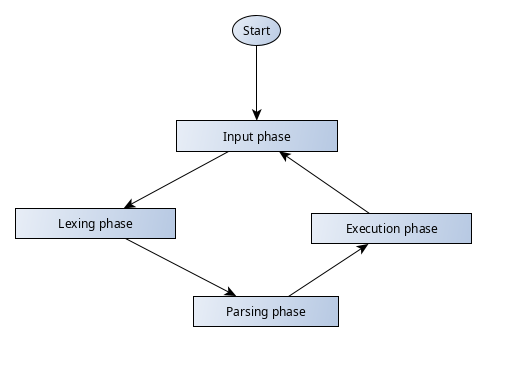 Start
Input phase
Lexing phase
Execution phase
Parsing phase